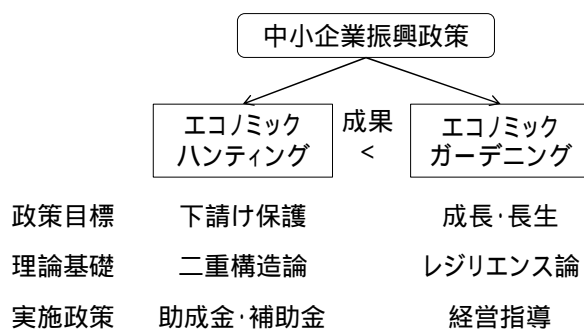 中小企業振興政策
エコノミック
ハンティング
成果
<
エコノミック
ガーデニング
政策目標 下請け保護 成長・長生
理論基礎 二重構造論 レジリエンス論
実施政策 助成金・補助金 経営指導